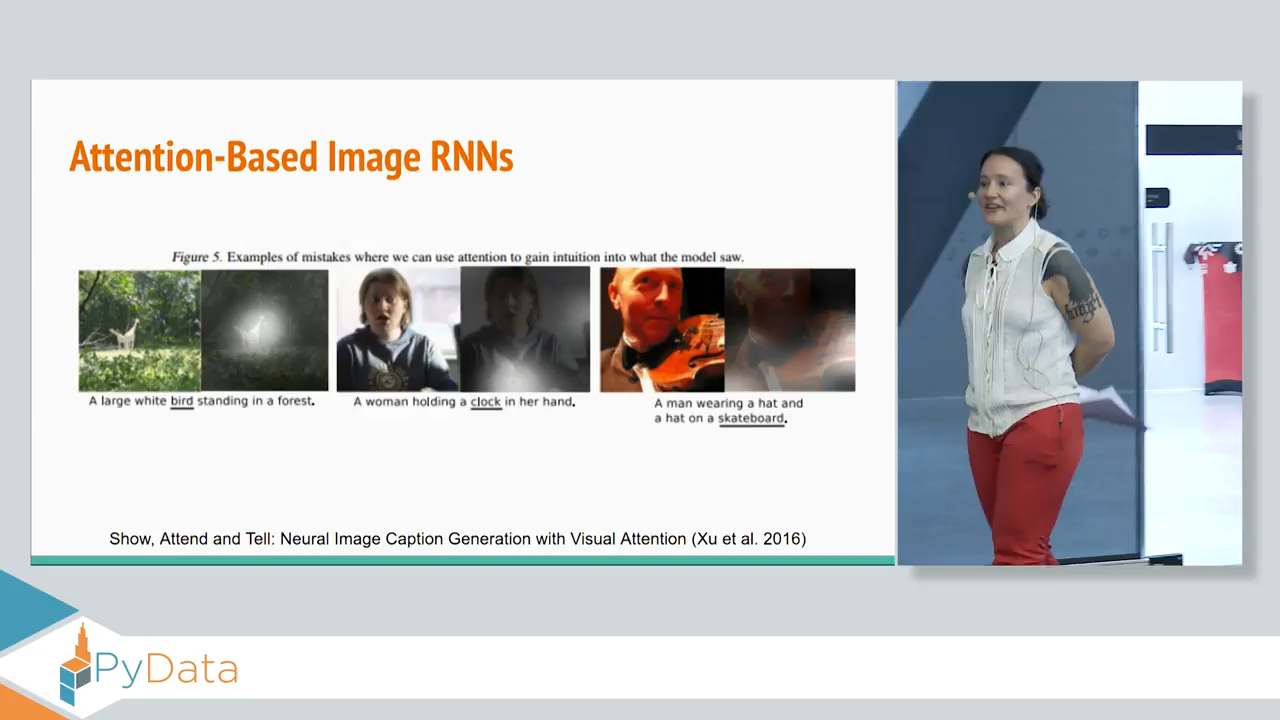 Attention-Based Image RNNs
Figure 5. Examples of mistakes where we can use attention to gain intuition into what the model saw.
A large white bird standing in a forest.
A woman holding a clock in her hand.
A man wearing a hat and
a hat on a skateboard.
Show, Attend and Tell: Neural Image Caption Generation with Visual Attention (Xu et al. 2016)
PyData